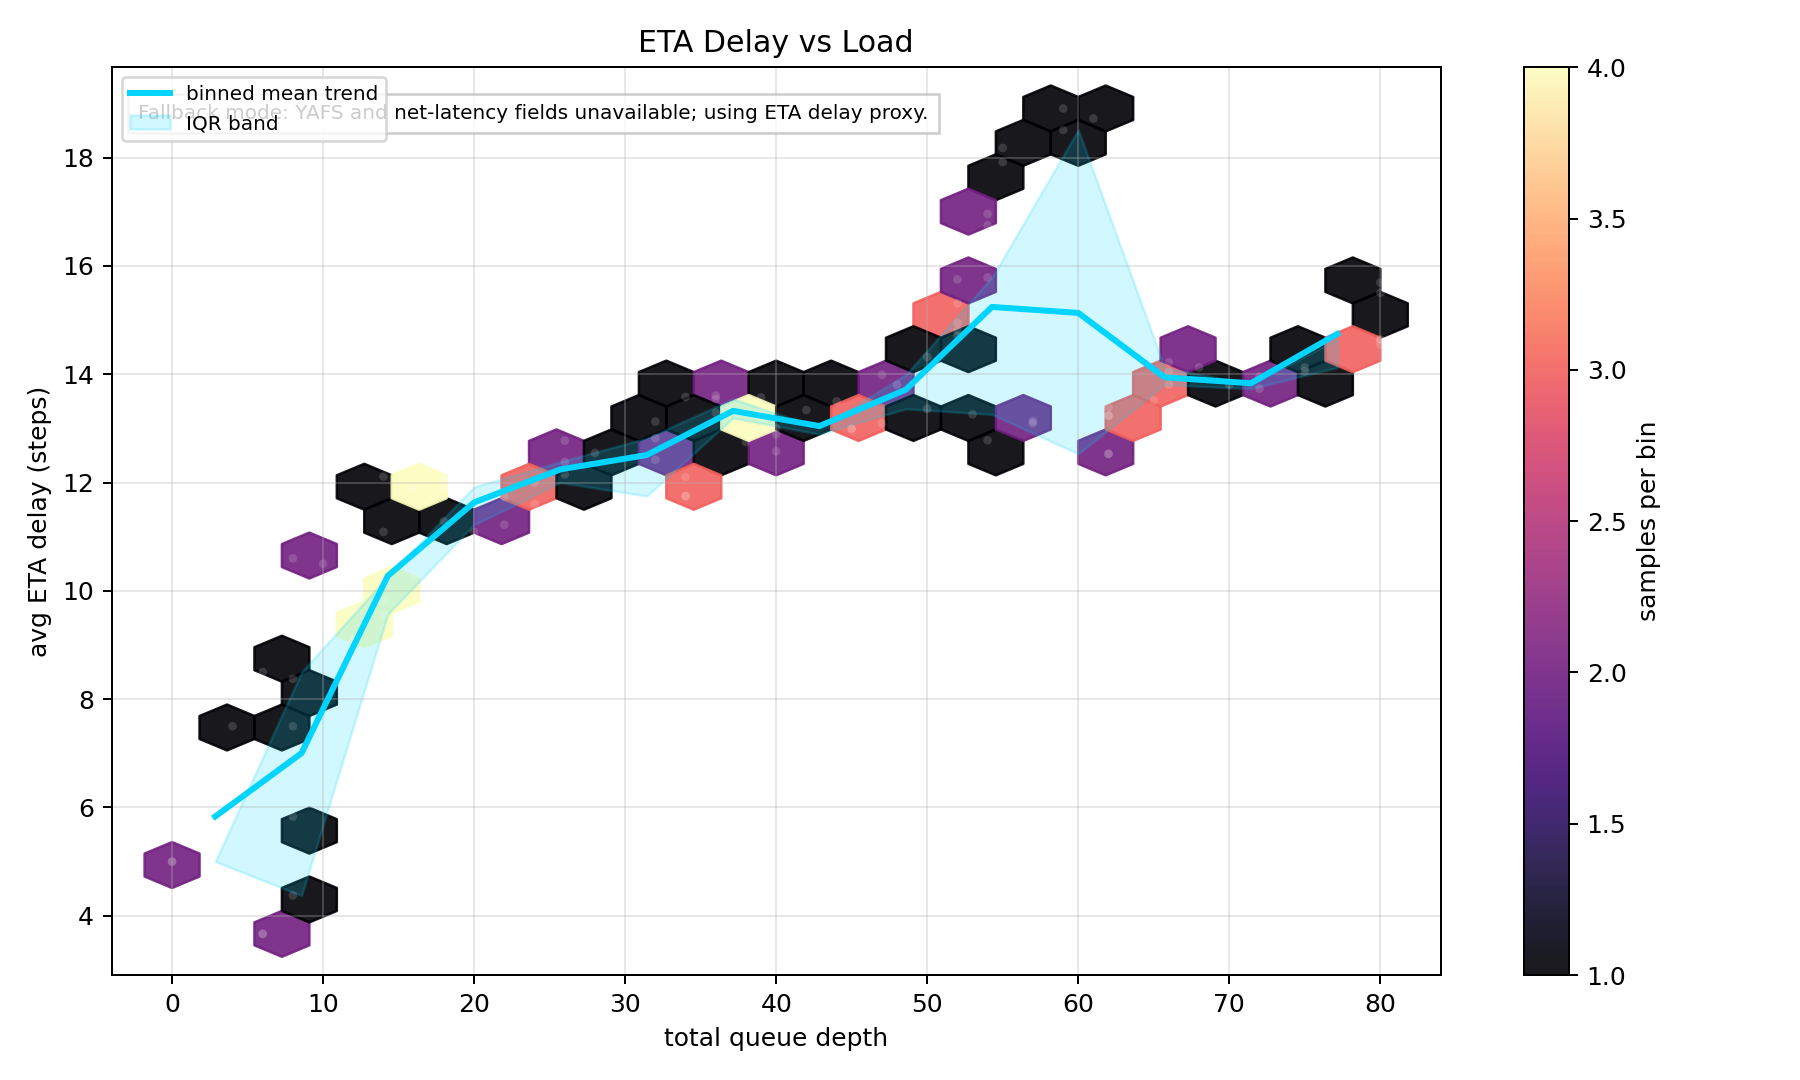 ETA Delay vs Load
binned mean trend
Fallback mode: YAFS and net-latency fields unavailable; using ETA delay proxy.
IQR band
avg ETA delay (steps)
18
16
14
12
10
8
6
4
0 10 20 30 40 50 60 70 80
total queue depth
4.0
3.5
3.0
2.5
2.0
1.5
1.0
samples per bin